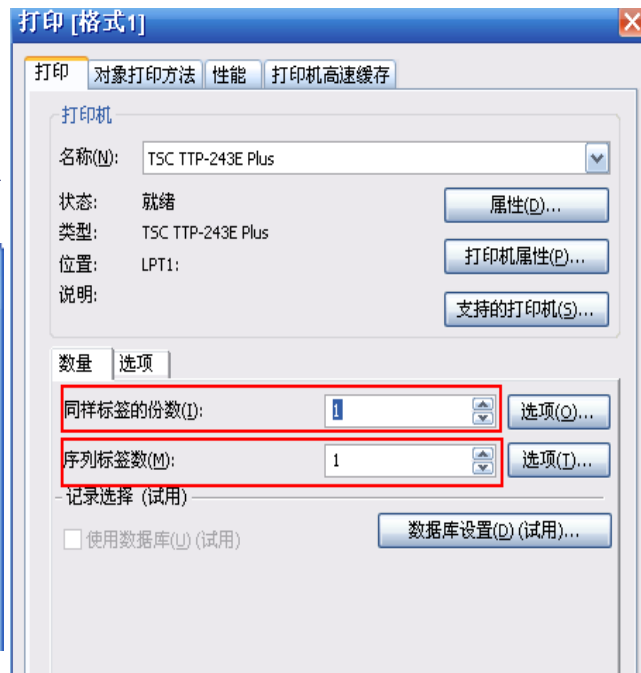 打印 [格式1]
打印 对象打印方法 性能 打印机高速缓存
打印机
名称(N): TSC TTP-243E Plus
状态: 就绪 属性(D)...
类型: TSC TTP-243E Plus
位置: LPT1: 打印机属性(P)...
说明: 支持的打印机(S)...
数量 选项
同样标签的份数(I): 1 选项(O)...
序列标签数(M): 1 选项(T)...
记录选择 (试用)
使用数据库(U) (试用) 数据库设置(D) (试用)...